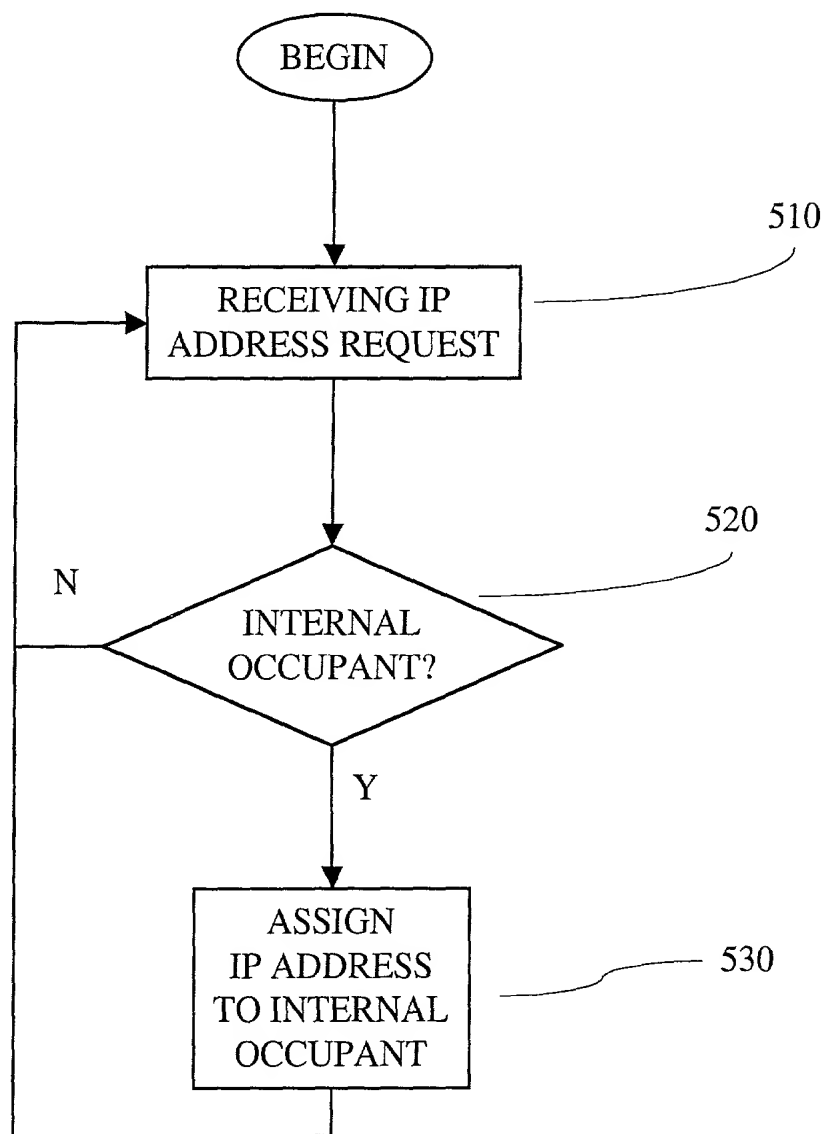 BEGIN
510
RECEIVING IP
ADDRESS REQUEST
520
N
INTERNAL
OCCUPANT?
Y
ASSIGN
IP ADDRESS
TO INTERNAL
OCCUPANT
530